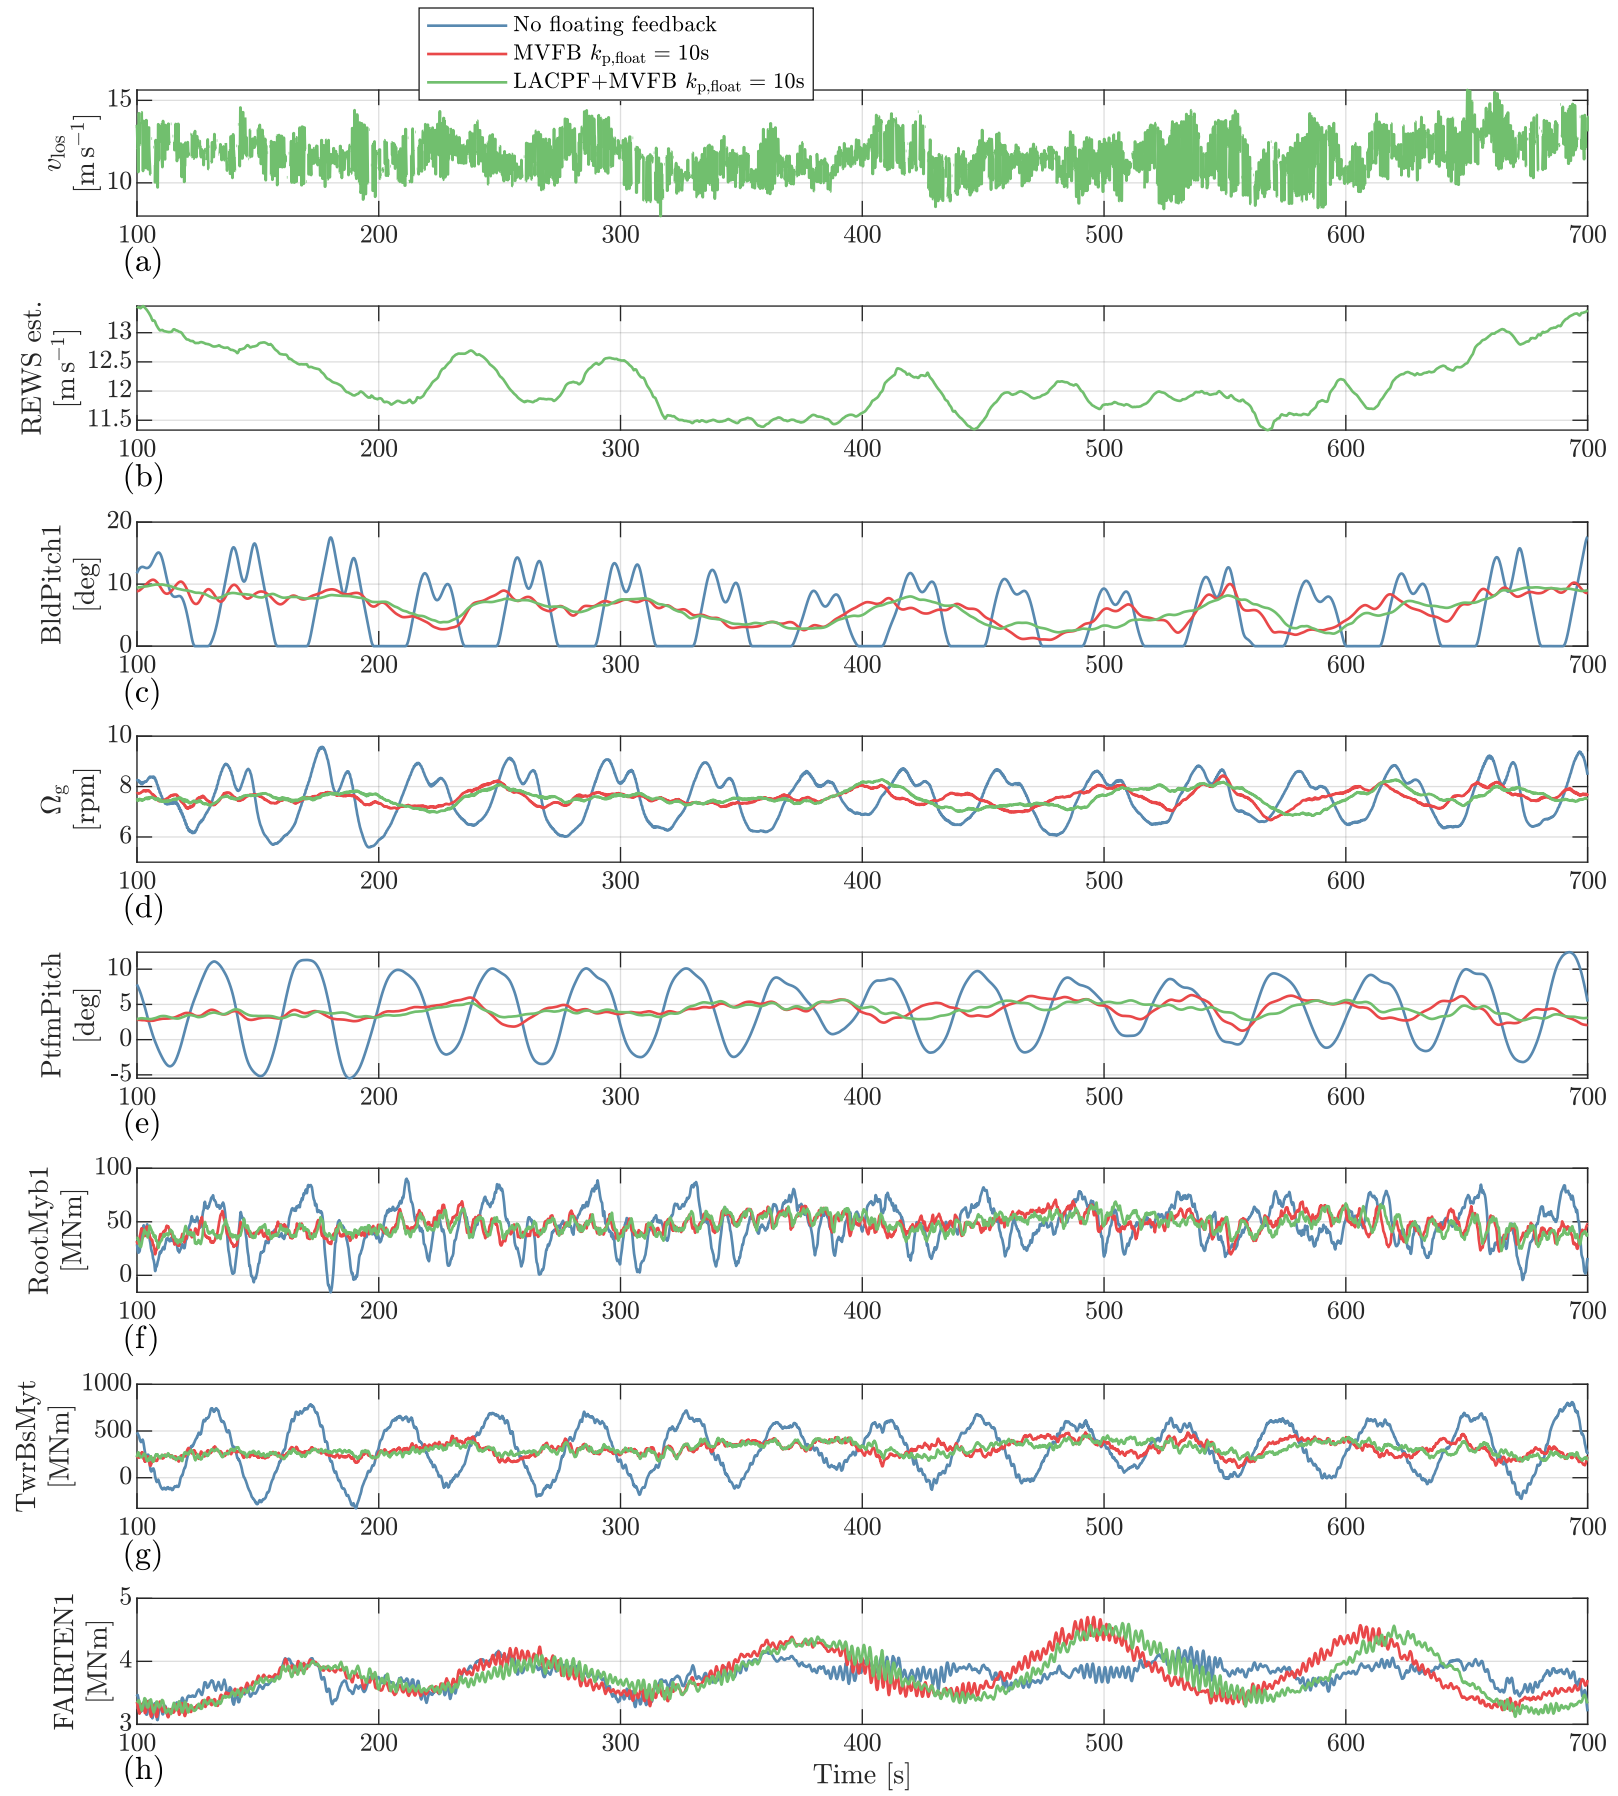 No floating feedback
MVFB k_p,float = 10s
LACPF+MVFB k_p,float = 10s
15
10
v_los
[m s⁻¹]
100 200 300 400 500 600 700
(a)
13
12.5
12
11.5
REWS est.
[m s⁻¹]
100 200 300 400 500 600 700
(b)
20
10
0
BldPitch1
[deg]
100 200 300 400 500 600 700
(c)
10
8
6
Ω_g
[rpm]
100 200 300 400 500 600 700
(d)
10
5
0
-5
PtfmPitch
[deg]
100 200 300 400 500 600 700
(e)
100
50
0
RootMyb1
[MNm]
100 200 300 400 500 600 700
(f)
1000
500
0
TwrBsMyt
[MNm]
100 200 300 400 500 600 700
(g)
5
4
3
FAIRTEN1
[MNm]
100 200 300 400 500 600 700
Time [s]
(h)